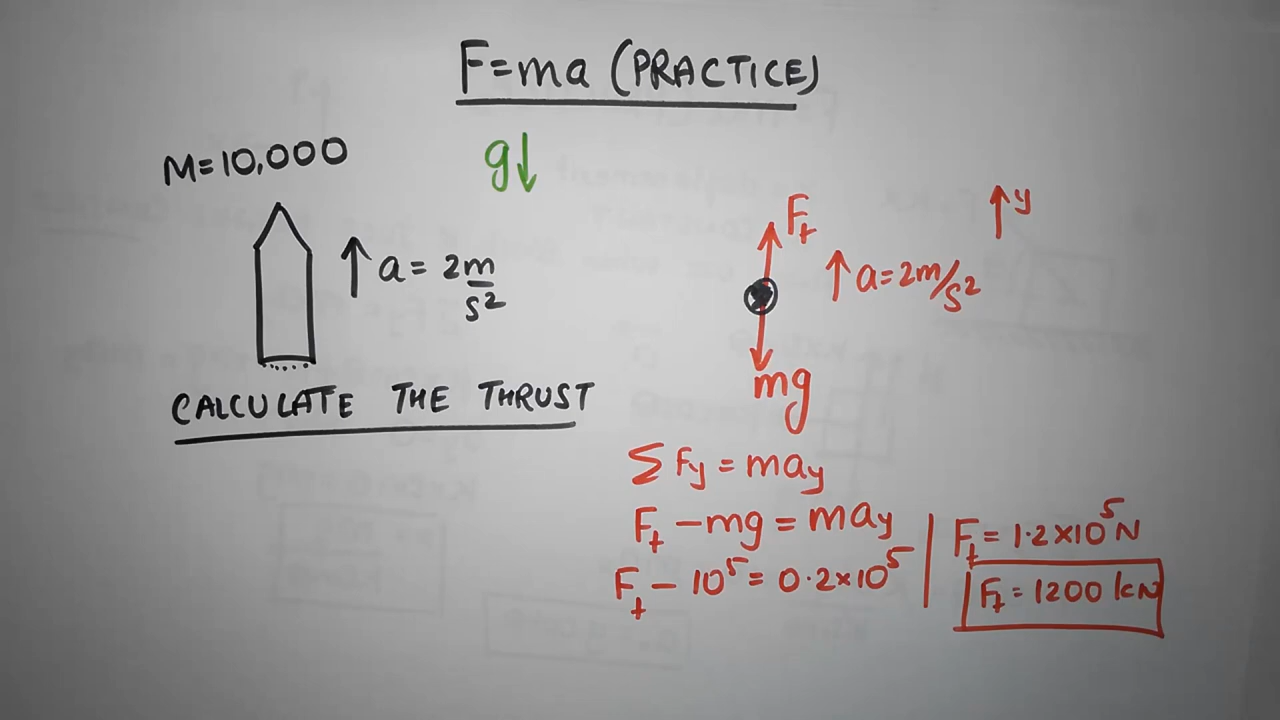 F=ma (PRACTICE)
M=10,000
g↓
↑ a = 2m/s²
CALCULATE THE THRUST
Ft
↑y
↑ a=2m/s²
mg
ΣFy = may
Ft - mg = may
Ft - 10⁵ = 0.2×10⁵
Ft = 1.2×10⁵N
Ft = 1200 kN